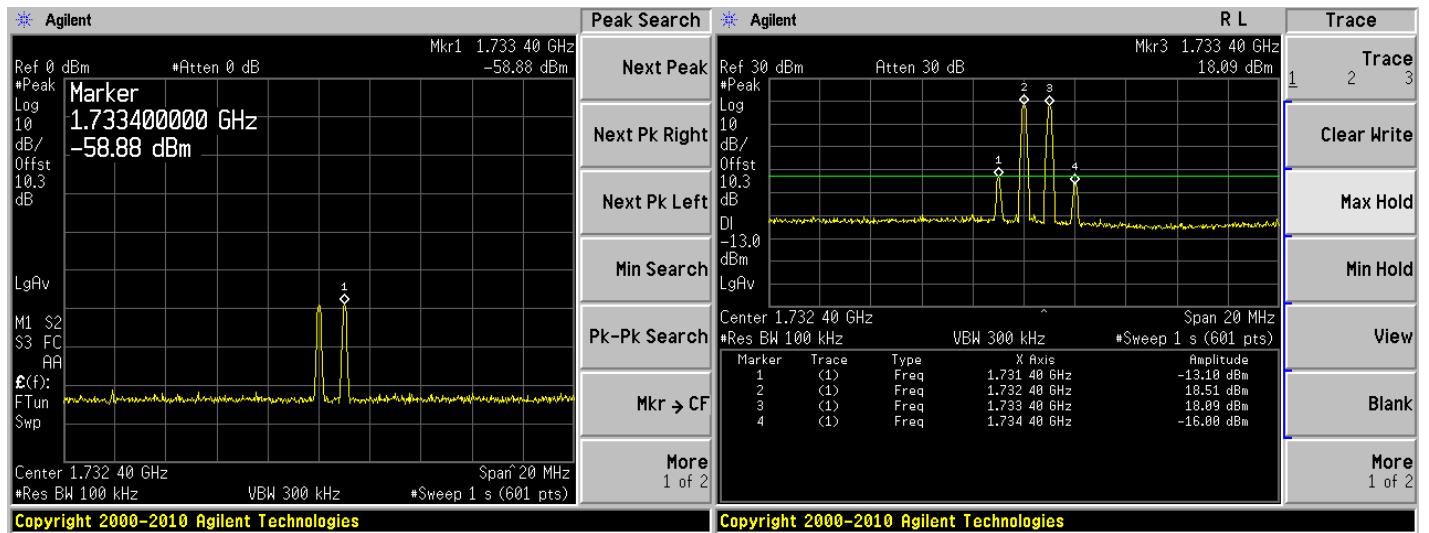 Agilent
Peak Search
Mkr1 1.733 40 GHz
Ref 0 dBm #Atten 0 dB -58.88 dBm
#Peak
Log
10
dB/
Offst
10.3
dB
Marker
1.733400000 GHz
-58.88 dBm
1
LgAv
M1 S2
S3 FC
AA
£(f):
FTun
Swp
Center 1.732 40 GHz Span 20 MHz
#Res BW 100 kHz VBW 300 kHz #Sweep 1 s (601 pts)
Copyright 2000-2010 Agilent Technologies
Next Peak
Next Pk Right
Next Pk Left
Min Search
Pk-Pk Search
Mkr → CF
More
1 of 2
Agilent R L
Trace
Mkr3 1.733 40 GHz
Ref 30 dBm Atten 30 dB 18.09 dBm
#Peak
Log
10
dB/
Offst
10.3
dB
DI
-13.0
dBm
LgAv
1
2
3
4
Center 1.732 40 GHz Span 20 MHz
#Res BW 100 kHz VBW 300 kHz #Sweep 1 s (601 pts)
Marker Trace Type X Axis Amplitude
1 (1) Freq 1.731 40 GHz -13.10 dBm
2 (1) Freq 1.732 40 GHz 18.51 dBm
3 (1) Freq 1.733 40 GHz 18.09 dBm
4 (1) Freq 1.734 40 GHz -16.00 dBm
Copyright 2000-2010 Agilent Technologies
Trace
1 2 3
Clear Write
Max Hold
Min Hold
View
Blank
More
1 of 2